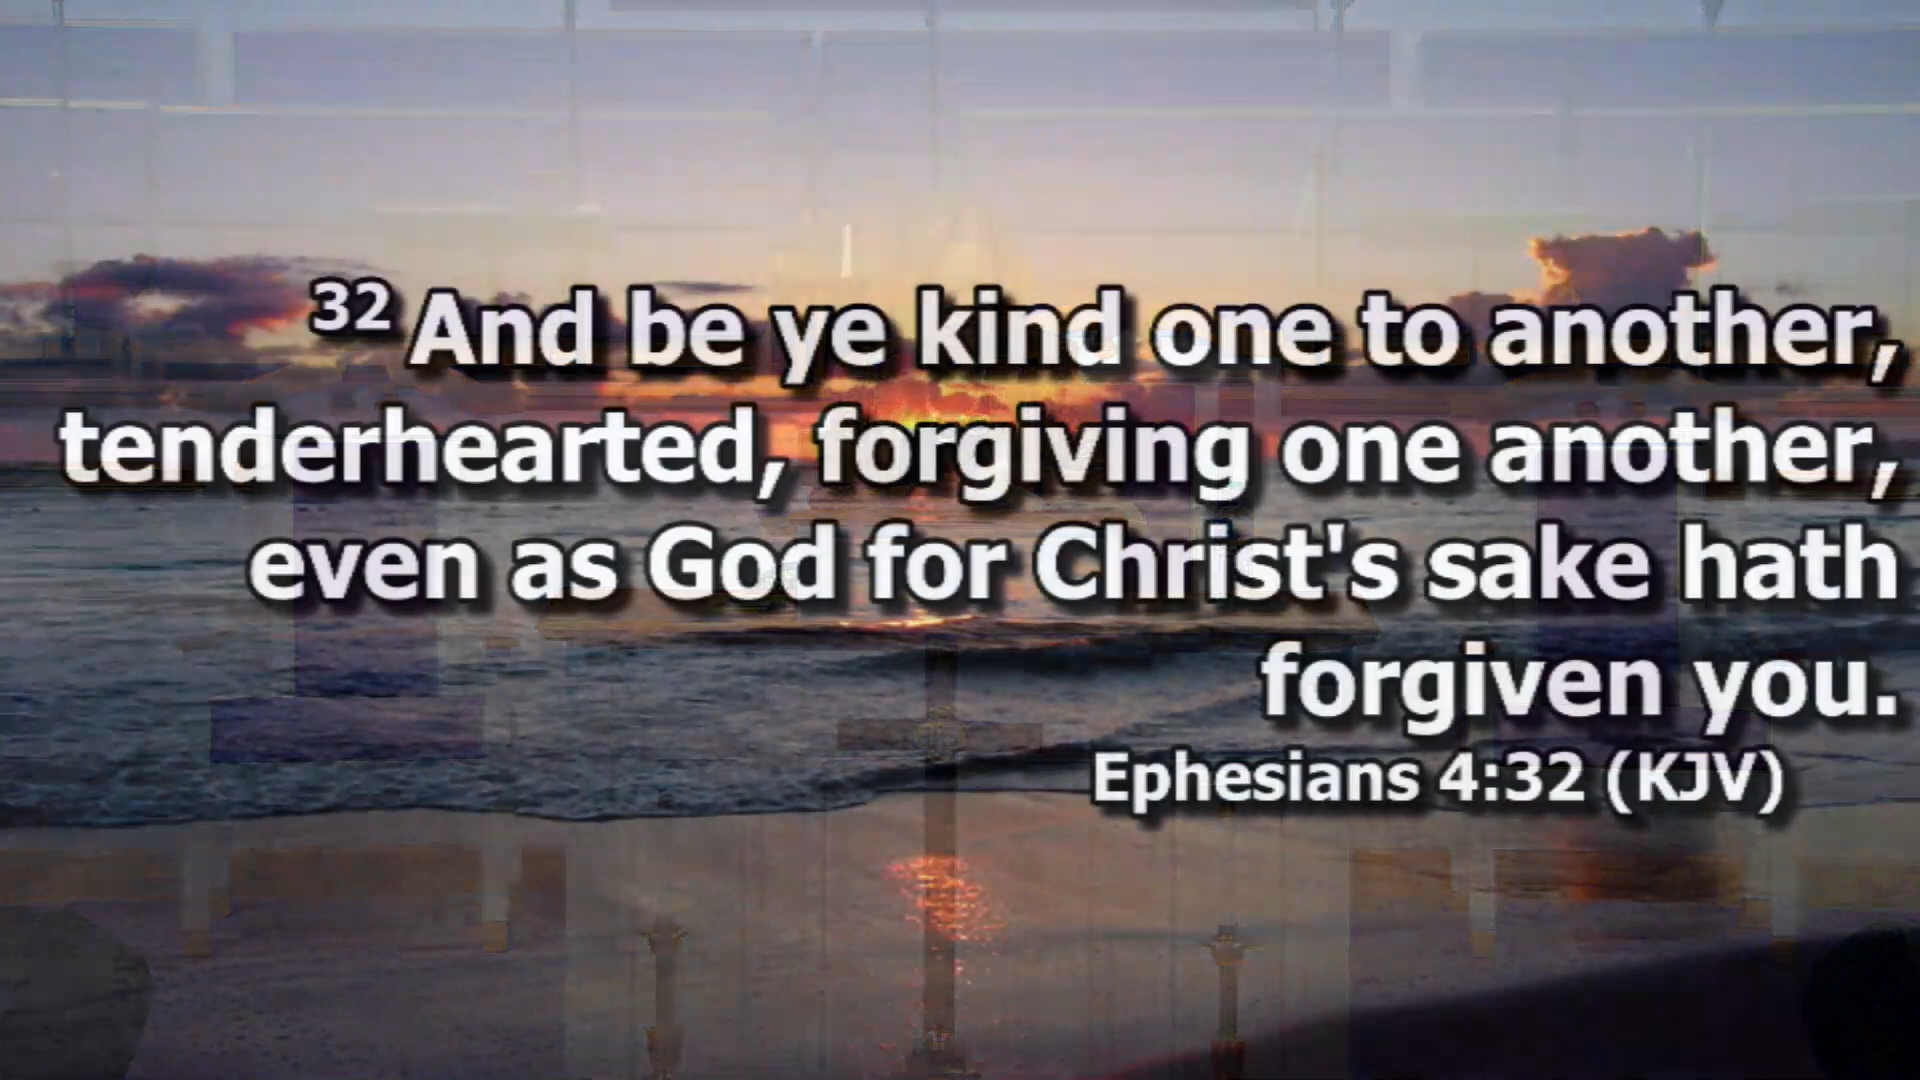 32 And be ye kind one to another,
tenderhearted, forgiving one another,
even as God for Christ's sake hath
forgiven you.
Ephesians 4:32 (KJV)